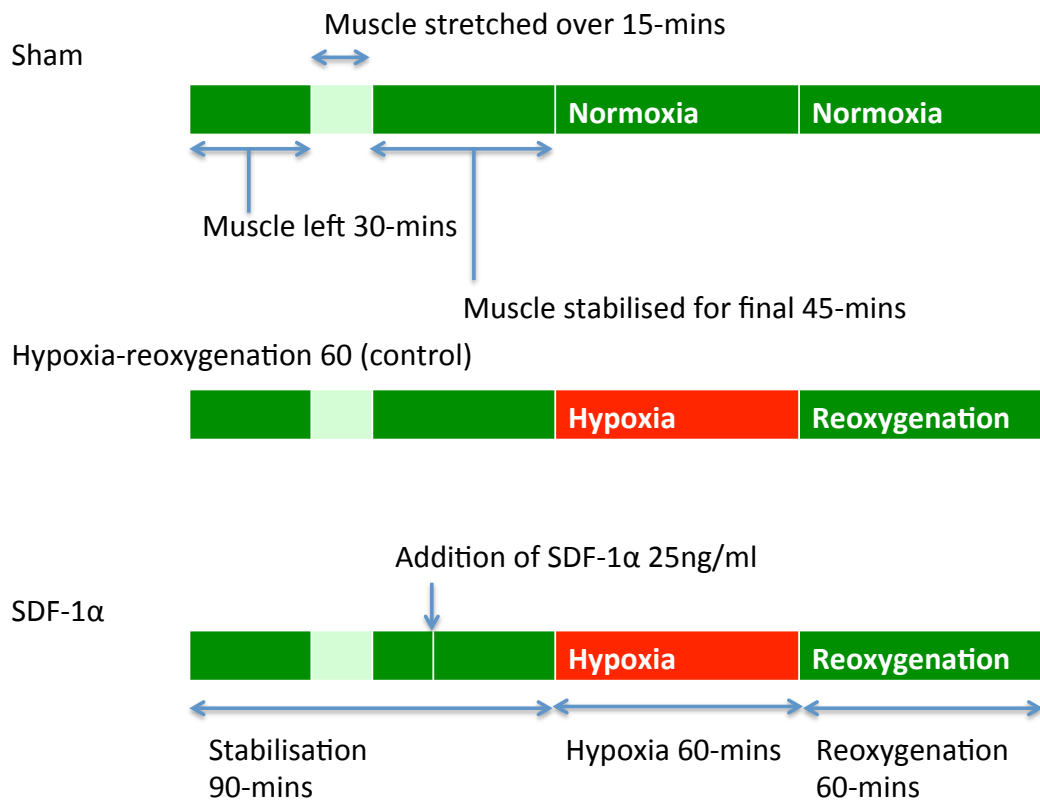 Muscle stretched over 15-mins
Sham
Normoxia
Normoxia
Muscle left 30-mins
Muscle stabilised for final 45-mins
Hypoxia-reoxygenation 60 (control)
Hypoxia
Reoxygenation
Addition of SDF-1α 25ng/ml
SDF-1α
Hypoxia
Reoxygenation
Stabilisation
90-mins
Hypoxia 60-mins
Reoxygenation
60-mins